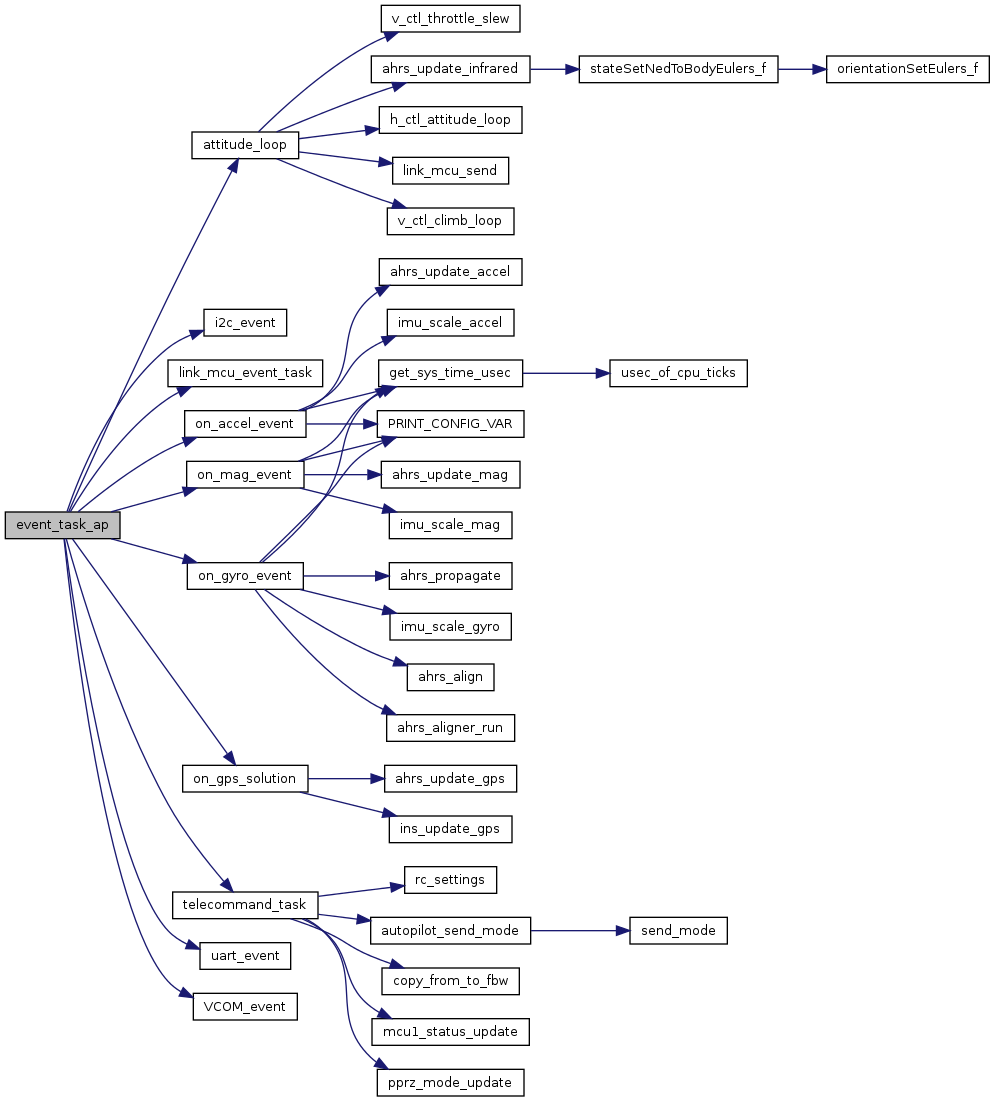 v_ctl_throttle_slew
ahrs_update_infrared
stateSetNedToBodyEulers_f
orientationSetEulers_f
h_ctl_attitude_loop
attitude_loop
link_mcu_send
v_ctl_climb_loop
ahrs_update_accel
i2c_event
imu_scale_accel
link_mcu_event_task
get_sys_time_usec
usec_of_cpu_ticks
on_accel_event
PRINT_CONFIG_VAR
on_mag_event
ahrs_update_mag
event_task_ap
imu_scale_mag
on_gyro_event
ahrs_propagate
imu_scale_gyro
ahrs_align
ahrs_aligner_run
on_gps_solution
ahrs_update_gps
ins_update_gps
rc_settings
telecommand_task
autopilot_send_mode
send_mode
uart_event
copy_from_to_fbw
VCOM_event
mcu1_status_update
pprz_mode_update